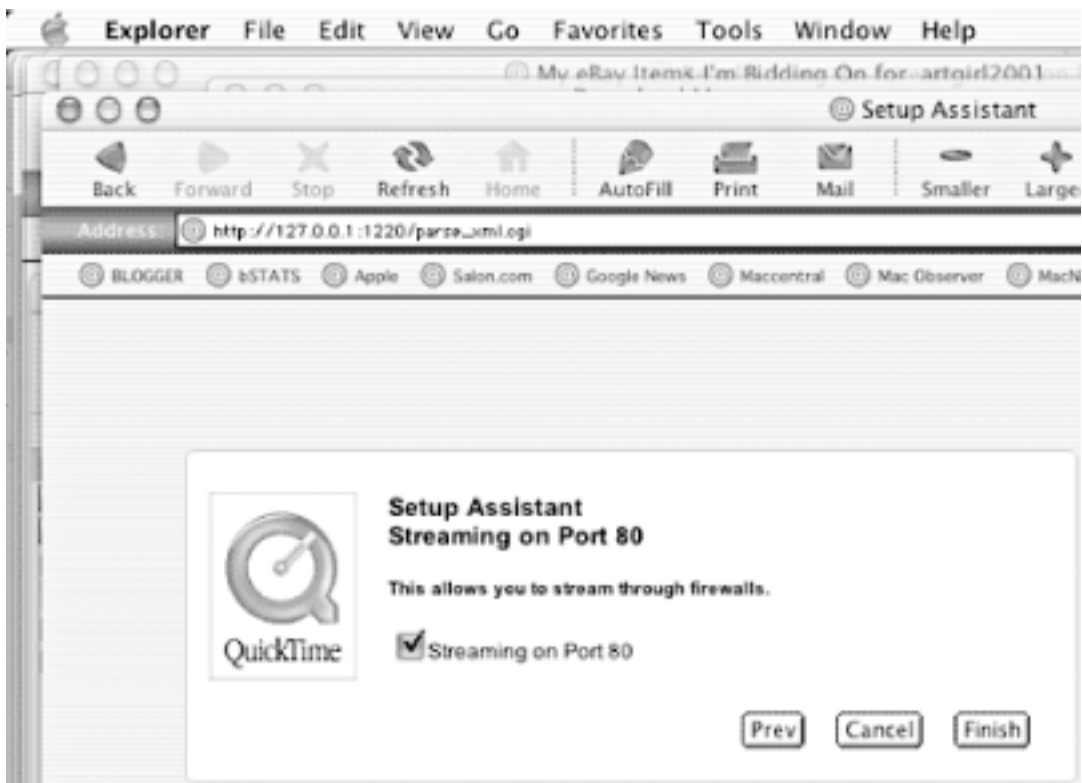 Explorer File Edit View Go Favorites Tools Window Help
My eBay Items I'm Bidding On for artgirl2001
Setup Assistant
Back Forward Stop Refresh Home AutoFill Print Mail Smaller Larger
Address http://127.0.0.1:1220/parse_xml.cgi
BLOGGER bSTATS Apple Salon.com Google News Maccentral Mac Observer MacN
Setup Assistant
Streaming on Port 80
This allows you to stream through firewalls.
QuickTime
Streaming on Port 80
Prev Cancel Finish